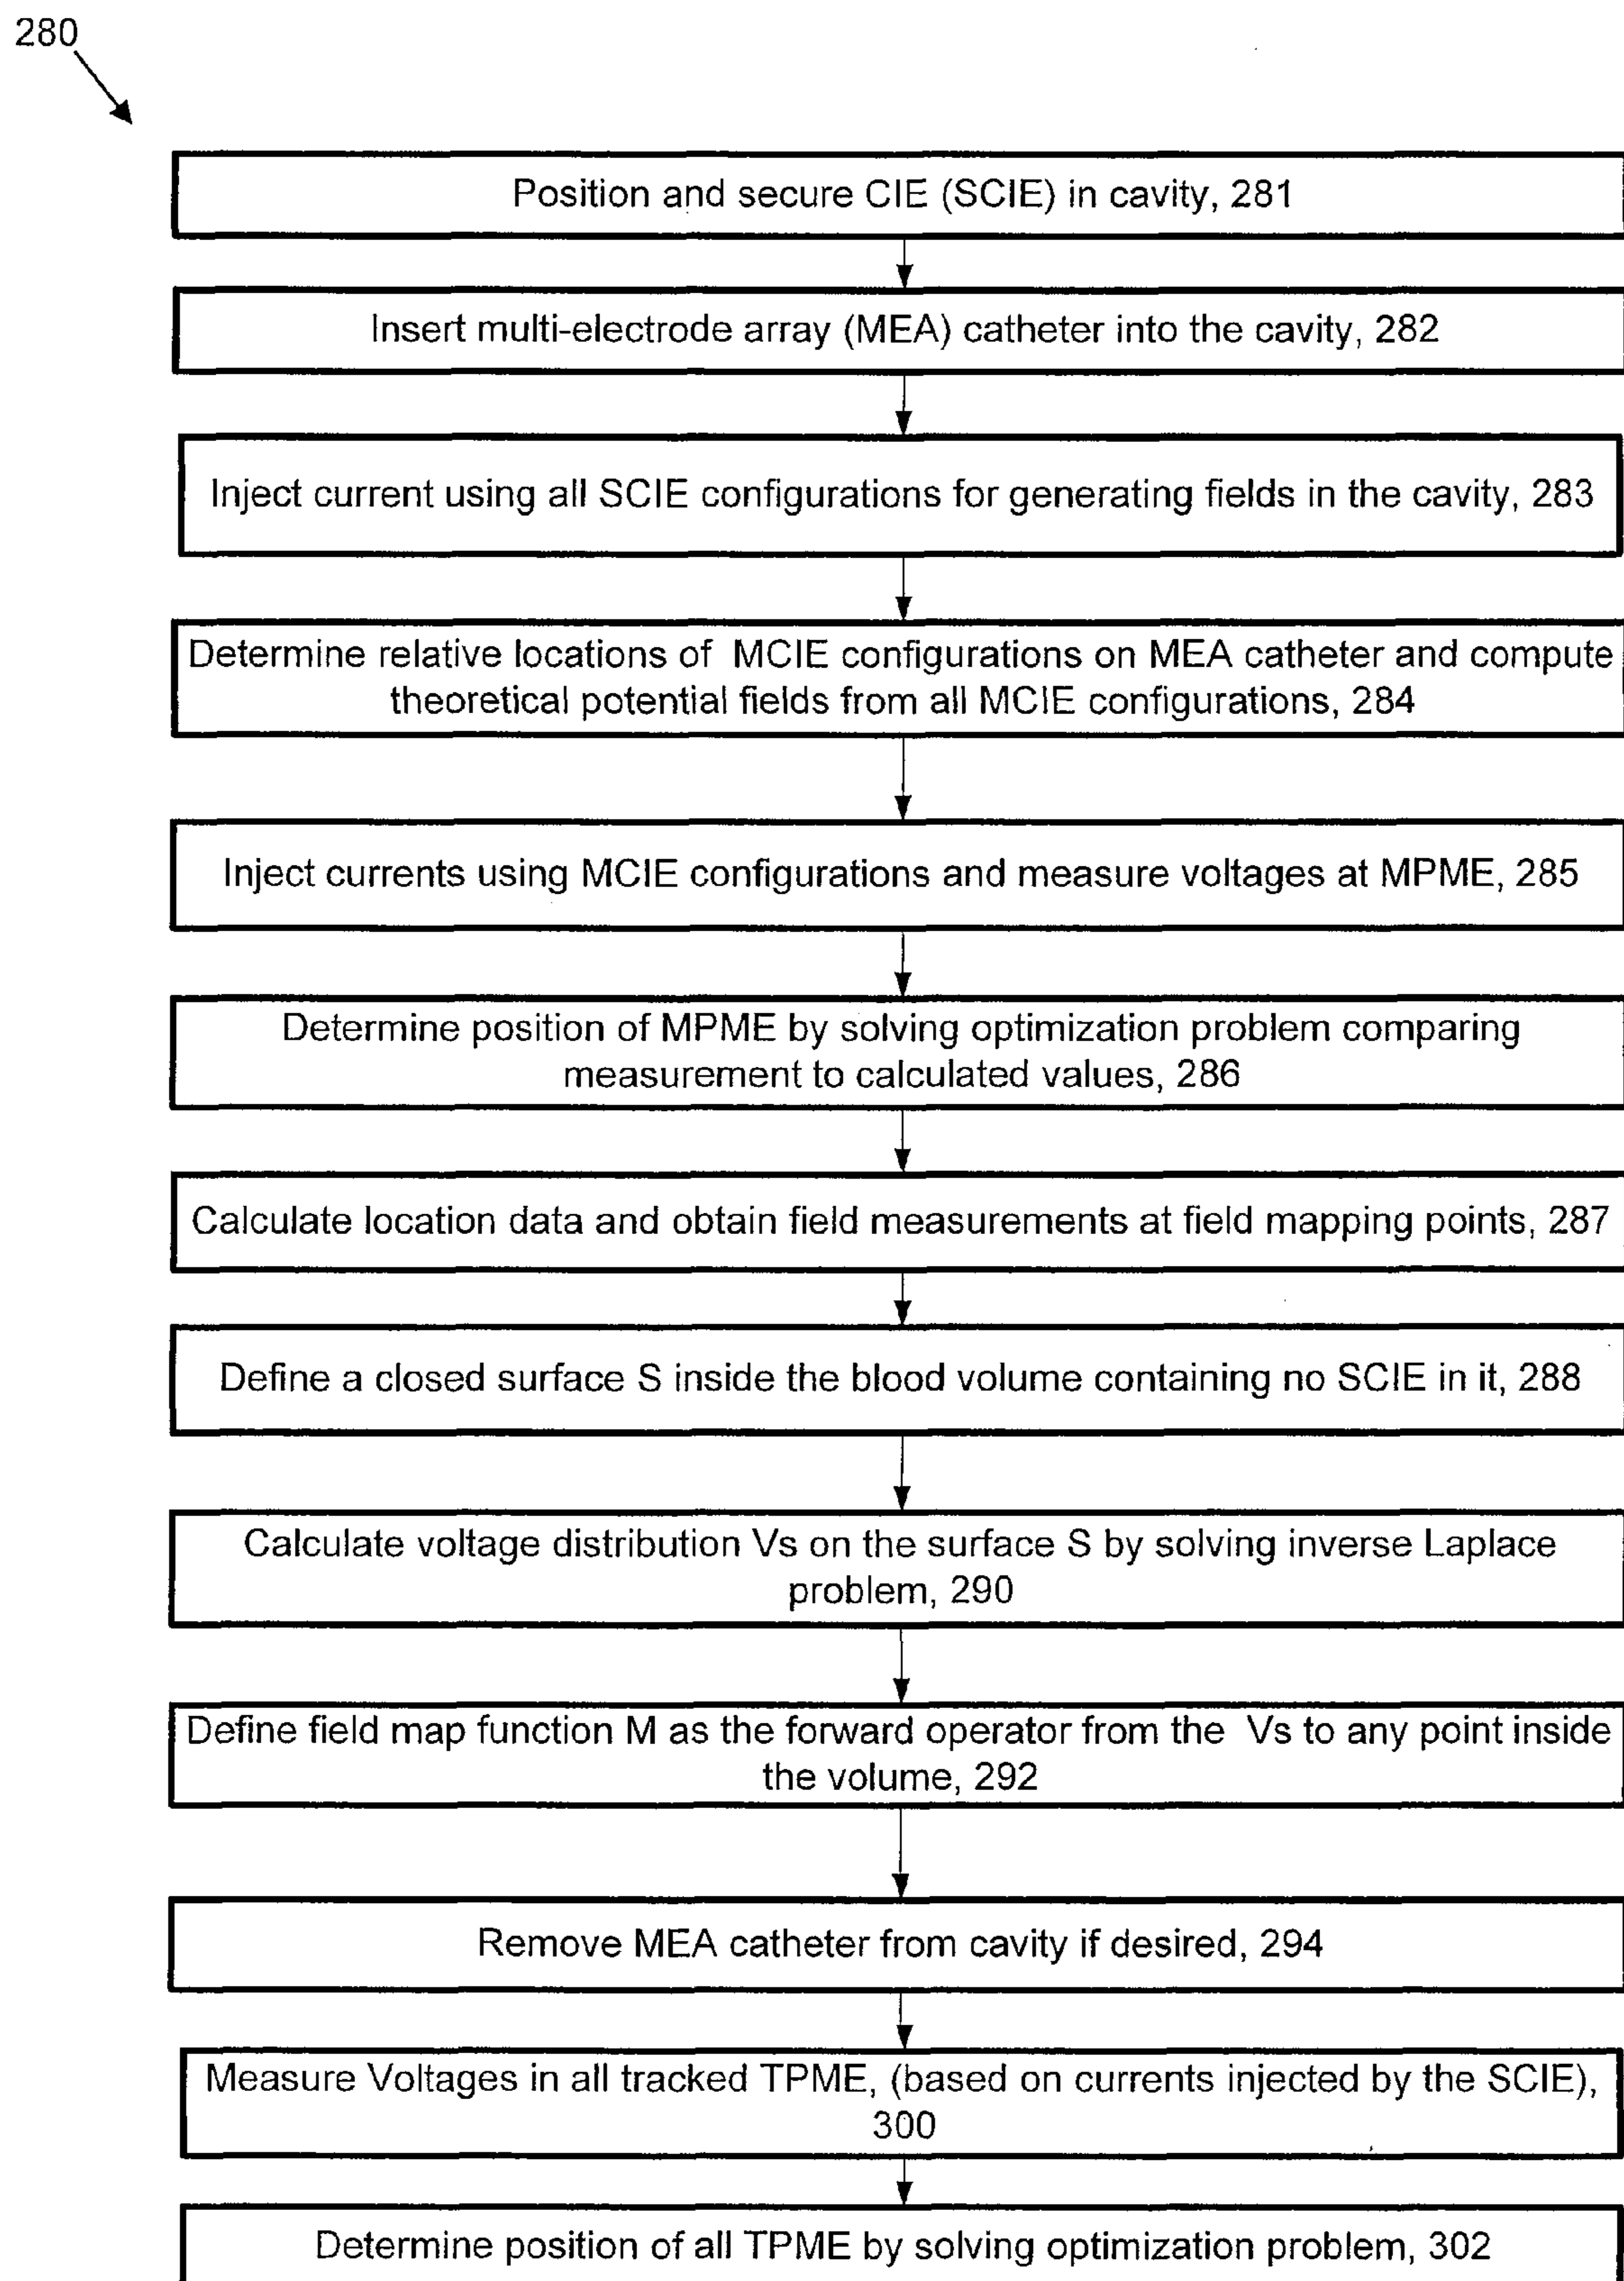 280
Position and secure CIE (SCIE) in cavity, 281
Insert multi-electrode array (MEA) catheter into the cavity, 282
Inject current using all SCIE configurations for generating fields in the cavity, 283
Determine relative locations of MCIE configurations on MEA catheter and compute
theoretical potential fields from all MCIE configurations, 284
Inject currents using MCIE configurations and measure voltages at MPME, 285
Determine position of MPME by solving optimization problem comparing
measurement to calculated values, 286
Calculate location data and obtain field measurements at field mapping points, 287
Define a closed surface S inside the blood volume containing no SCIE in it, 288
Calculate voltage distribution Vs on the surface S by solving inverse Laplace
problem, 290
Define field map function M as the forward operator from the Vs to any point inside
the volume, 292
Remove MEA catheter from cavity if desired, 294
Measure Voltages in all tracked TPME, (based on currents injected by the SCIE),
300
Determine position of all TPME by solving optimization problem, 302